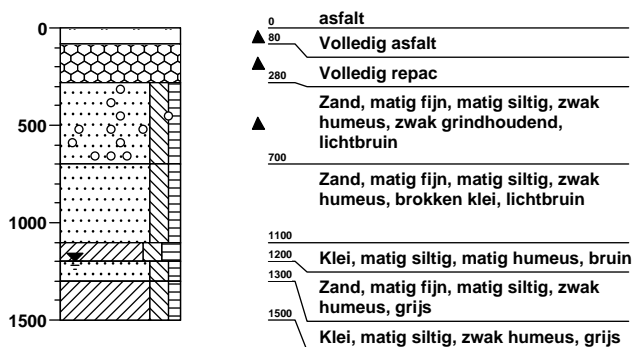 0
500
1000
1500
0 asfalt
80 Volledig asfalt
280 Volledig repac
Zand, matig fijn, matig siltig, zwak
humeus, zwak grindhoudend,
lichtbruin
700
Zand, matig fijn, matig siltig, zwak
humeus, brokken klei, lichtbruin
1100
1200 Klei, matig siltig, matig humeus, bruin
1300 Zand, matig fijn, matig siltig, zwak
humeus, grijs
1500 Klei, matig siltig, zwak humeus, grijs